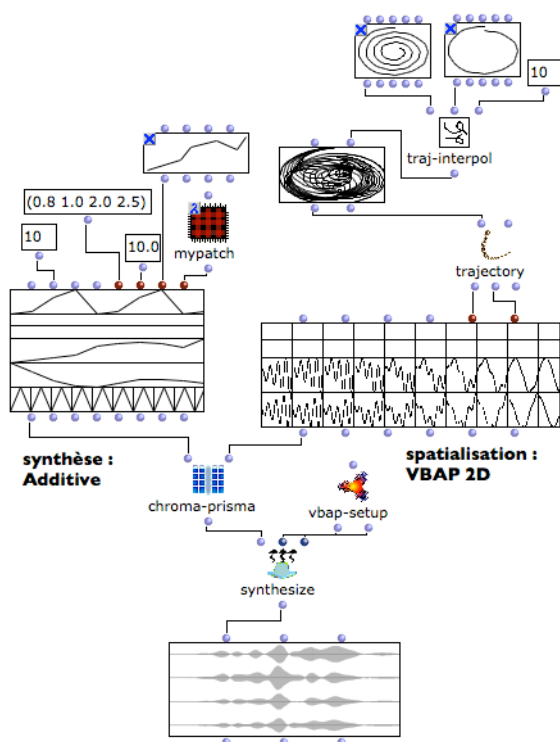 10
traj-interpol
(0.8 1.0 2.0 2.5)
10
10.0
mypatch
trajectory
synthèse :
Additive
spatialisation :
VBAP 2D
chroma-prisma
vbap-setup
synthesize